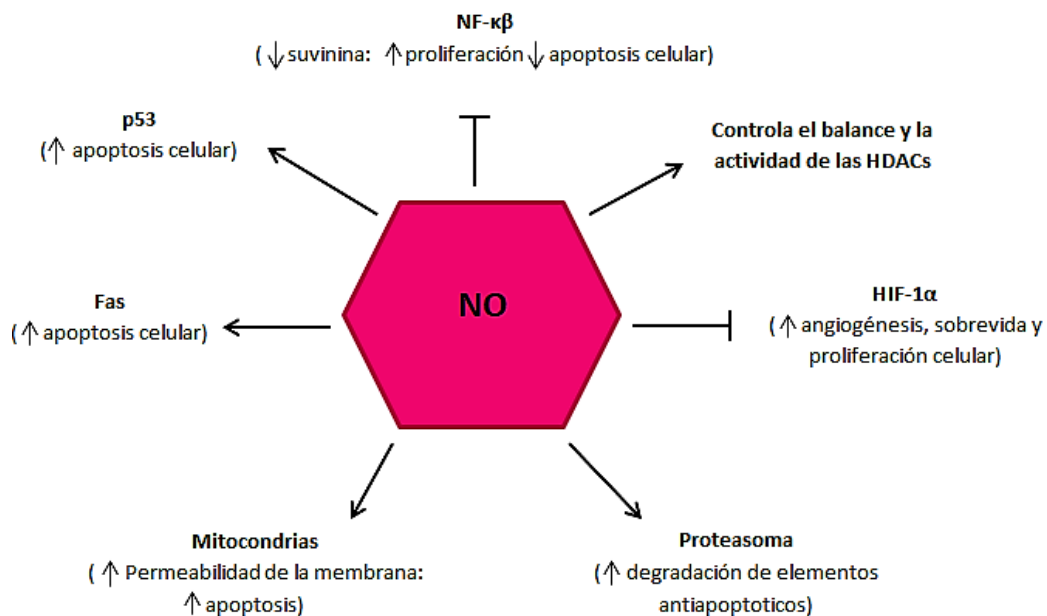 NF-κβ
(↓ suvinina: ↑ proliferación ↓ apoptosis celular)
p53
(↑ apoptosis celular)
Controla el balance y la
actividad de las HDACs
NO
Fas
(↑ apoptosis celular)
HIF-1α
(↑ angiogénesis, sobrevida y
proliferación celular)
Mitocondrias
(↑ Permeabilidad de la membrana:
↑ apoptosis)
Proteasoma
(↑ degradación de elementos
antiapoptoticos)